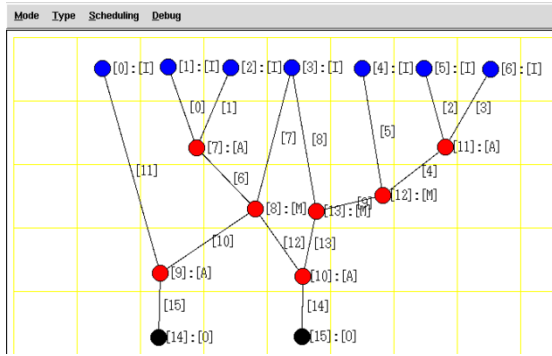 Mode Type Scheduling Debug
[0]:[I] [1]:[I] [2]:[I] [3]:[I] [4]:[I] [5]:[I] [6]:[I]
[0] [1] [2] [3]
[7] [8] [5]
[7]:[A] [11]:[A]
[11] [6] [4]
[12]:[M]
[8]:[M] [13]:[M] [9]
[10] [12] [13]
[9]:[A] [10]:[A]
[15] [14]
[14]:[O] [15]:[O]